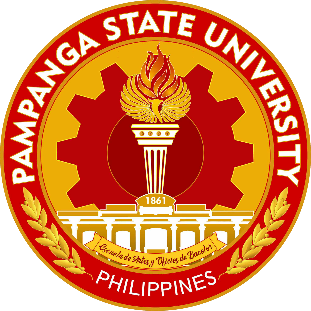 PAMPANGA STATE UNIVERSITY
1861
Escuela de Artes y Oficios de Bacolor
PHILIPPINES